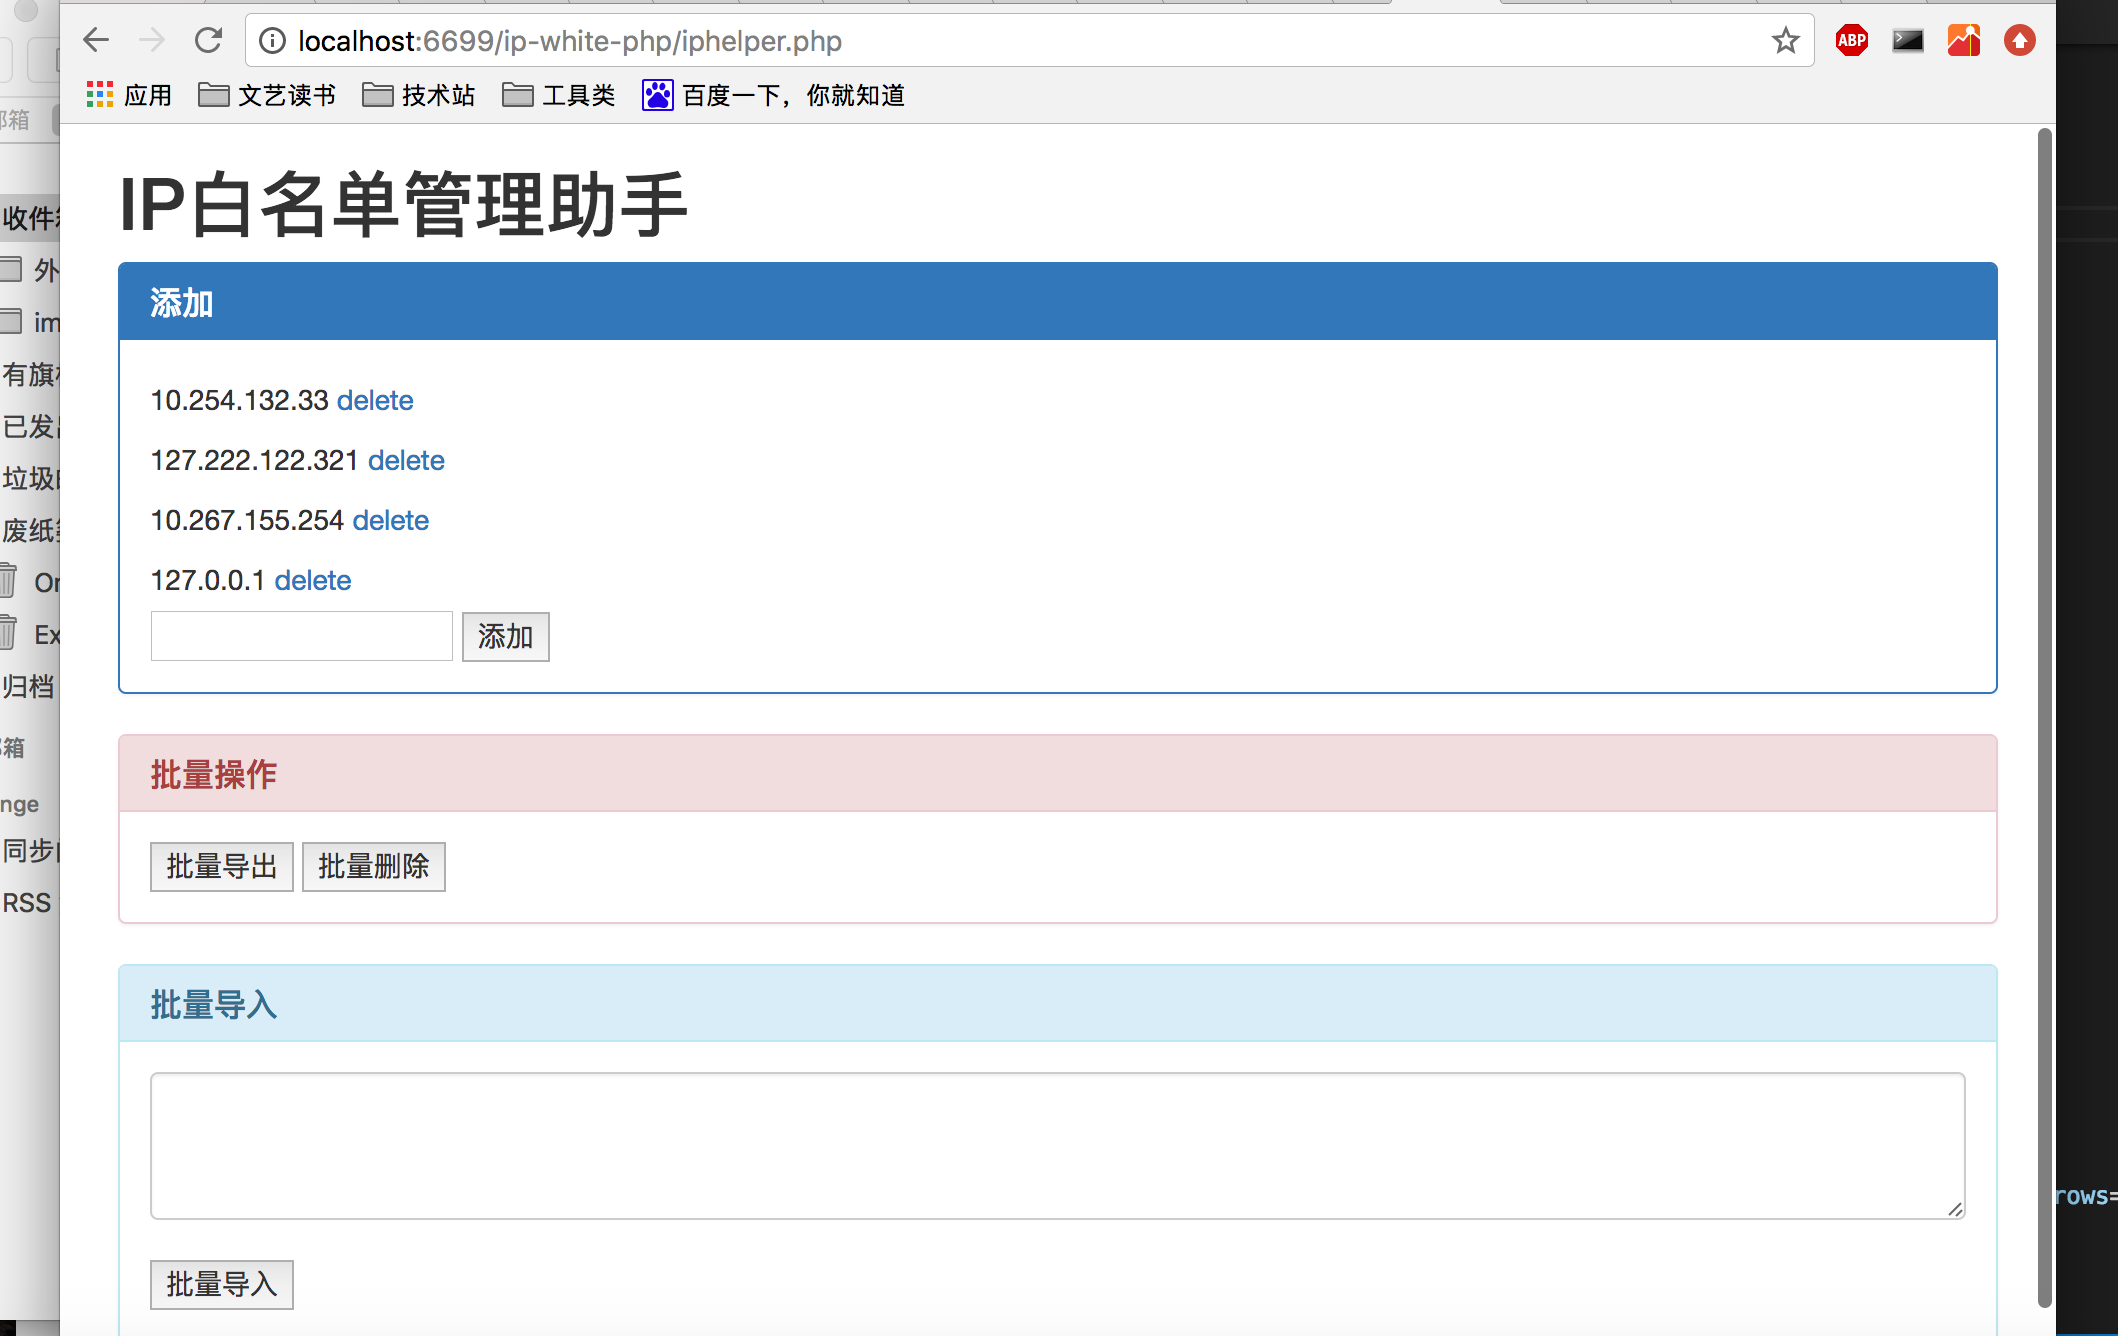 localhost:6699/ip-white-php/iphelper.php
ABP
应用 文艺读书 技术站 工具类 百度一下，你就知道
IP白名单管理助手
添加
10.254.132.33 delete
127.222.122.321 delete
10.267.155.254 delete
127.0.0.1 delete
添加
批量操作
批量导出 批量删除
批量导入
批量导入
收件
外
im
有旗
已发
垃圾
废纸
Or
Ex
归档
箱
nge
同步
RSS
rows=